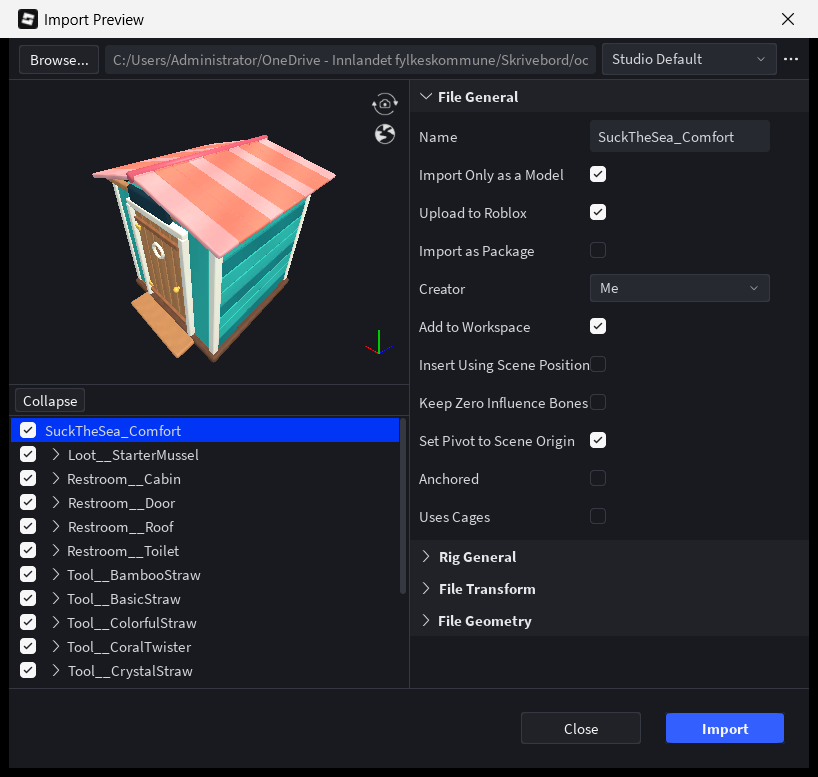 Import Preview
Browse...
C:/Users/Administrator/OneDrive - Innlandet fylkeskommune/Skrivebord/oc
Studio Default
File General
Name
SuckTheSea_Comfort
Import Only as a Model
Upload to Roblox
Import as Package
Creator
Me
Add to Workspace
Insert Using Scene Position
Keep Zero Influence Bones
Set Pivot to Scene Origin
Anchored
Uses Cages
Rig General
File Transform
File Geometry
Collapse
SuckTheSea_Comfort
Loot__StarterMussel
Restroom__Cabin
Restroom__Door
Restroom__Roof
Restroom__Toilet
Tool__BambooStraw
Tool__BasicStraw
Tool__ColorfulStraw
Tool__CoralTwister
Tool__CrystalStraw
Close
Import